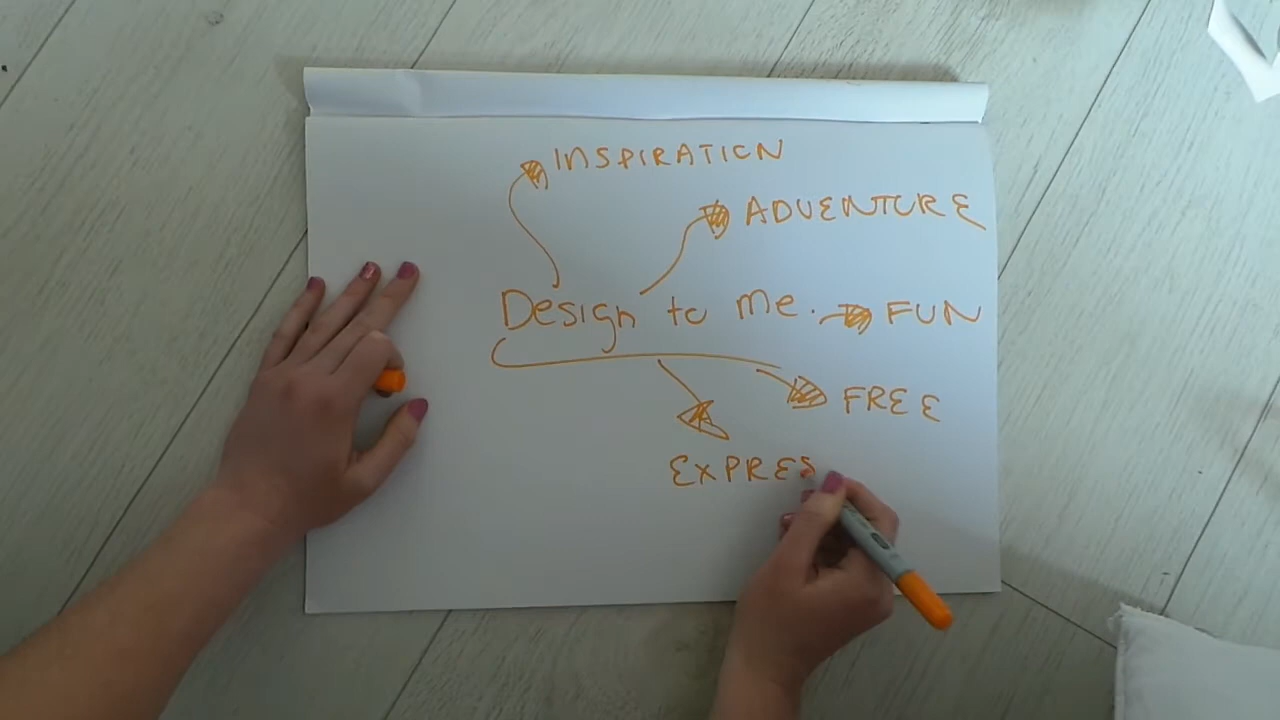 INSPIRATION
ADVENTURE
Design to me.
FUN
FREE
EXPRES